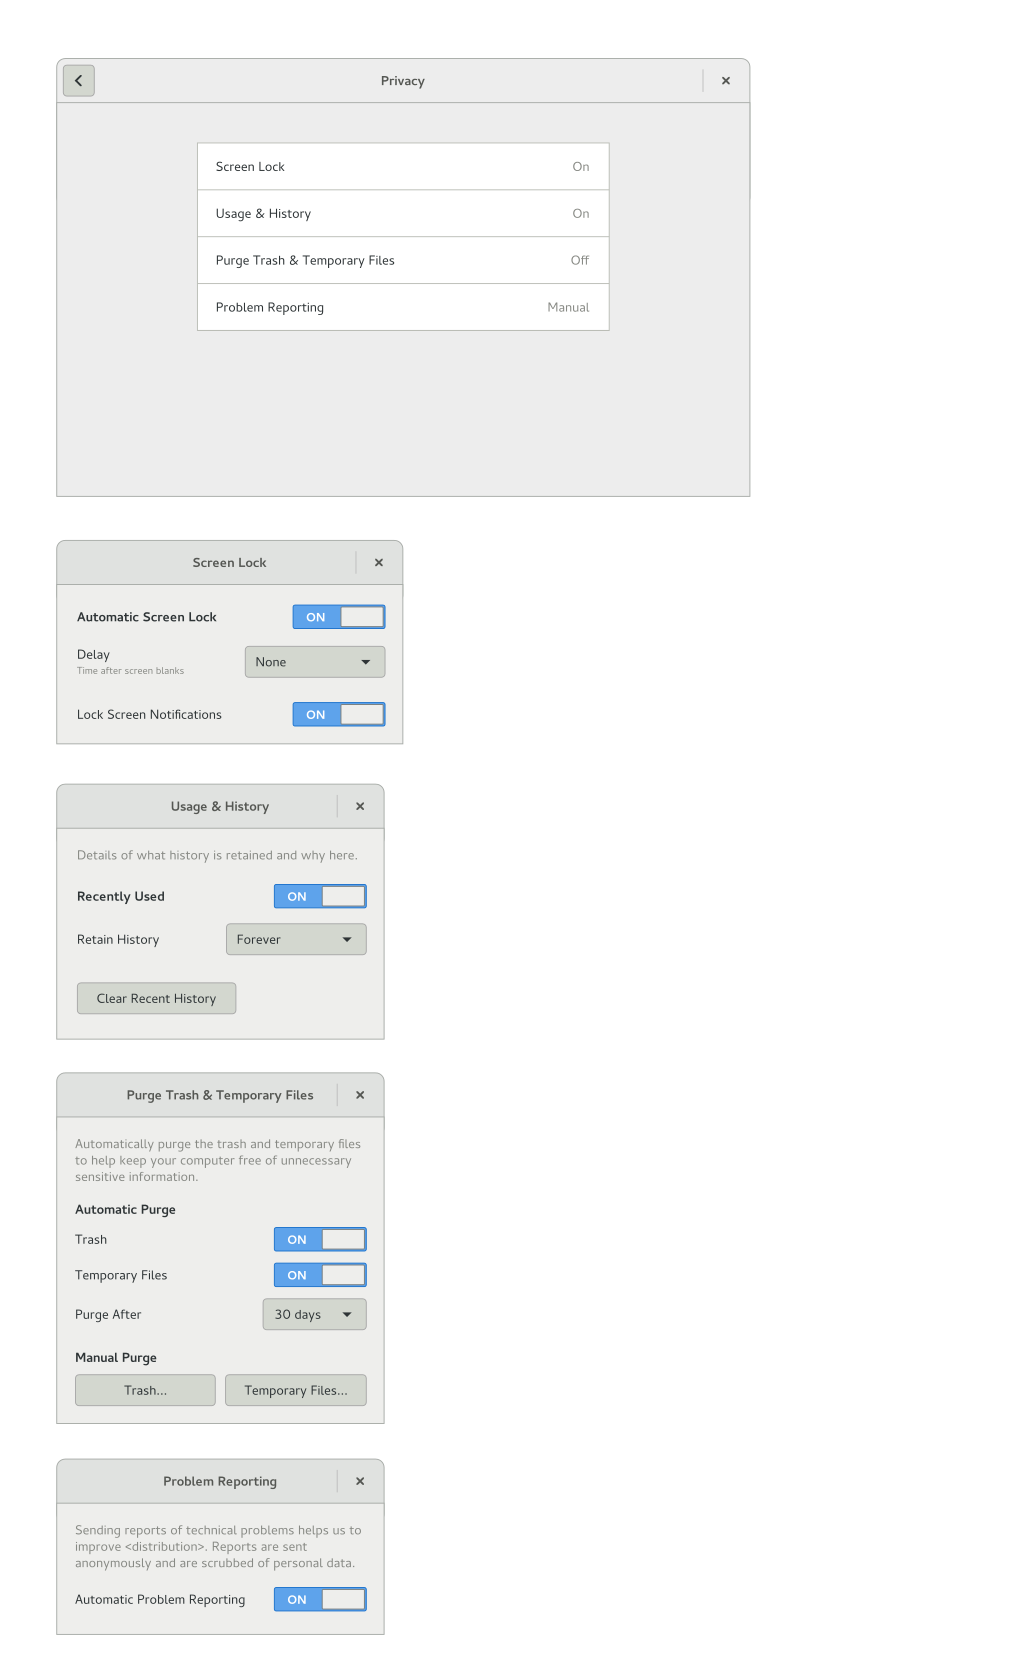 Privacy
Screen Lock On
Usage & History On
Purge Trash & Temporary Files Off
Problem Reporting Manual
Screen Lock
Automatic Screen Lock ON
Delay
Time after screen blanks
None
Lock Screen Notifications ON
Usage & History
Details of what history is retained and why here.
Recently Used ON
Retain History Forever
Clear Recent History
Purge Trash & Temporary Files
Automatically purge the trash and temporary files
to help keep your computer free of unnecessary
sensitive information.
Automatic Purge
Trash ON
Temporary Files ON
Purge After 30 days
Manual Purge
Trash... Temporary Files...
Problem Reporting
Sending reports of technical problems helps us to
improve <distribution>. Reports are sent
anonymously and are scrubbed of personal data.
Automatic Problem Reporting ON